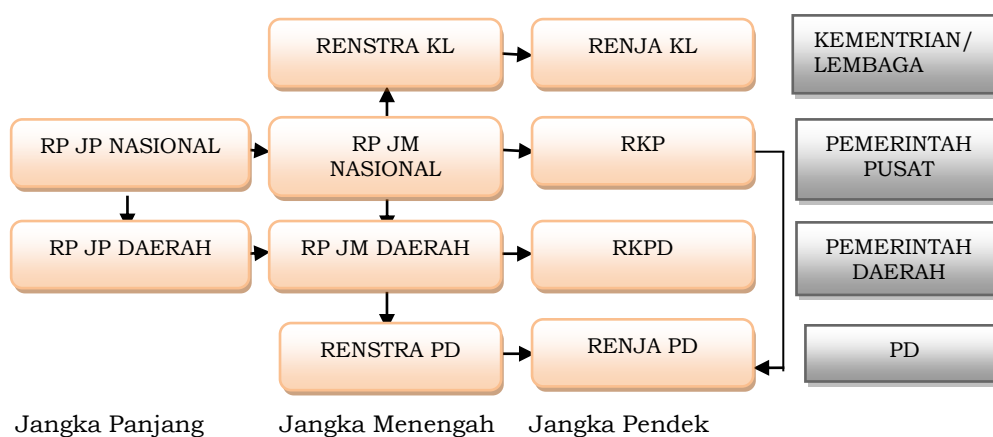 RENSTRA KL
RENJA KL
KEMENTRIAN/
LEMBAGA
RP JP NASIONAL
RP JM
NASIONAL
RKP
PEMERINTAH
PUSAT
RP JP DAERAH
RP JM DAERAH
RKPD
PEMERINTAH
DAERAH
RENSTRA PD
RENJA PD
PD
Jangka Panjang
Jangka Menengah
Jangka Pendek